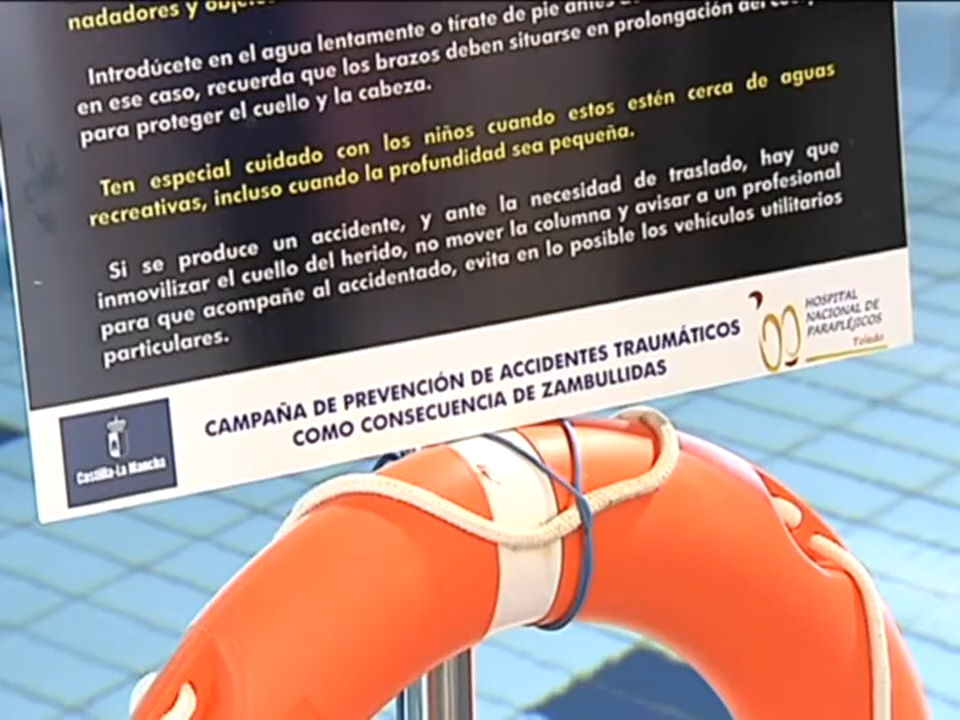 nadadores y
Introdúcete en el agua lentamente o tírate de pie antes
en ese caso, recuerda que los brazos deben situarse en prolongación del
para proteger el cuello y la cabeza.
Ten especial cuidado con los niños cuando estos estén cerca de aguas
recreativas, incluso cuando la profundidad sea pequeña.
Si se produce un accidente, y ante la necesidad de traslado, hay que
inmovilizar el cuello del herido, no mover la columna y avisar a un profesional
para que acompañe al accidentado, evita en lo posible los vehículos utilitarios
particulares.
CAMPAÑA DE PREVENCIÓN DE ACCIDENTES TRAUMÁTICOS
COMO CONSECUENCIA DE ZAMBULLIDAS
Castilla-La Mancha
HOSPITAL
NACIONAL DE
PARAPLÉJICOS
Toledo